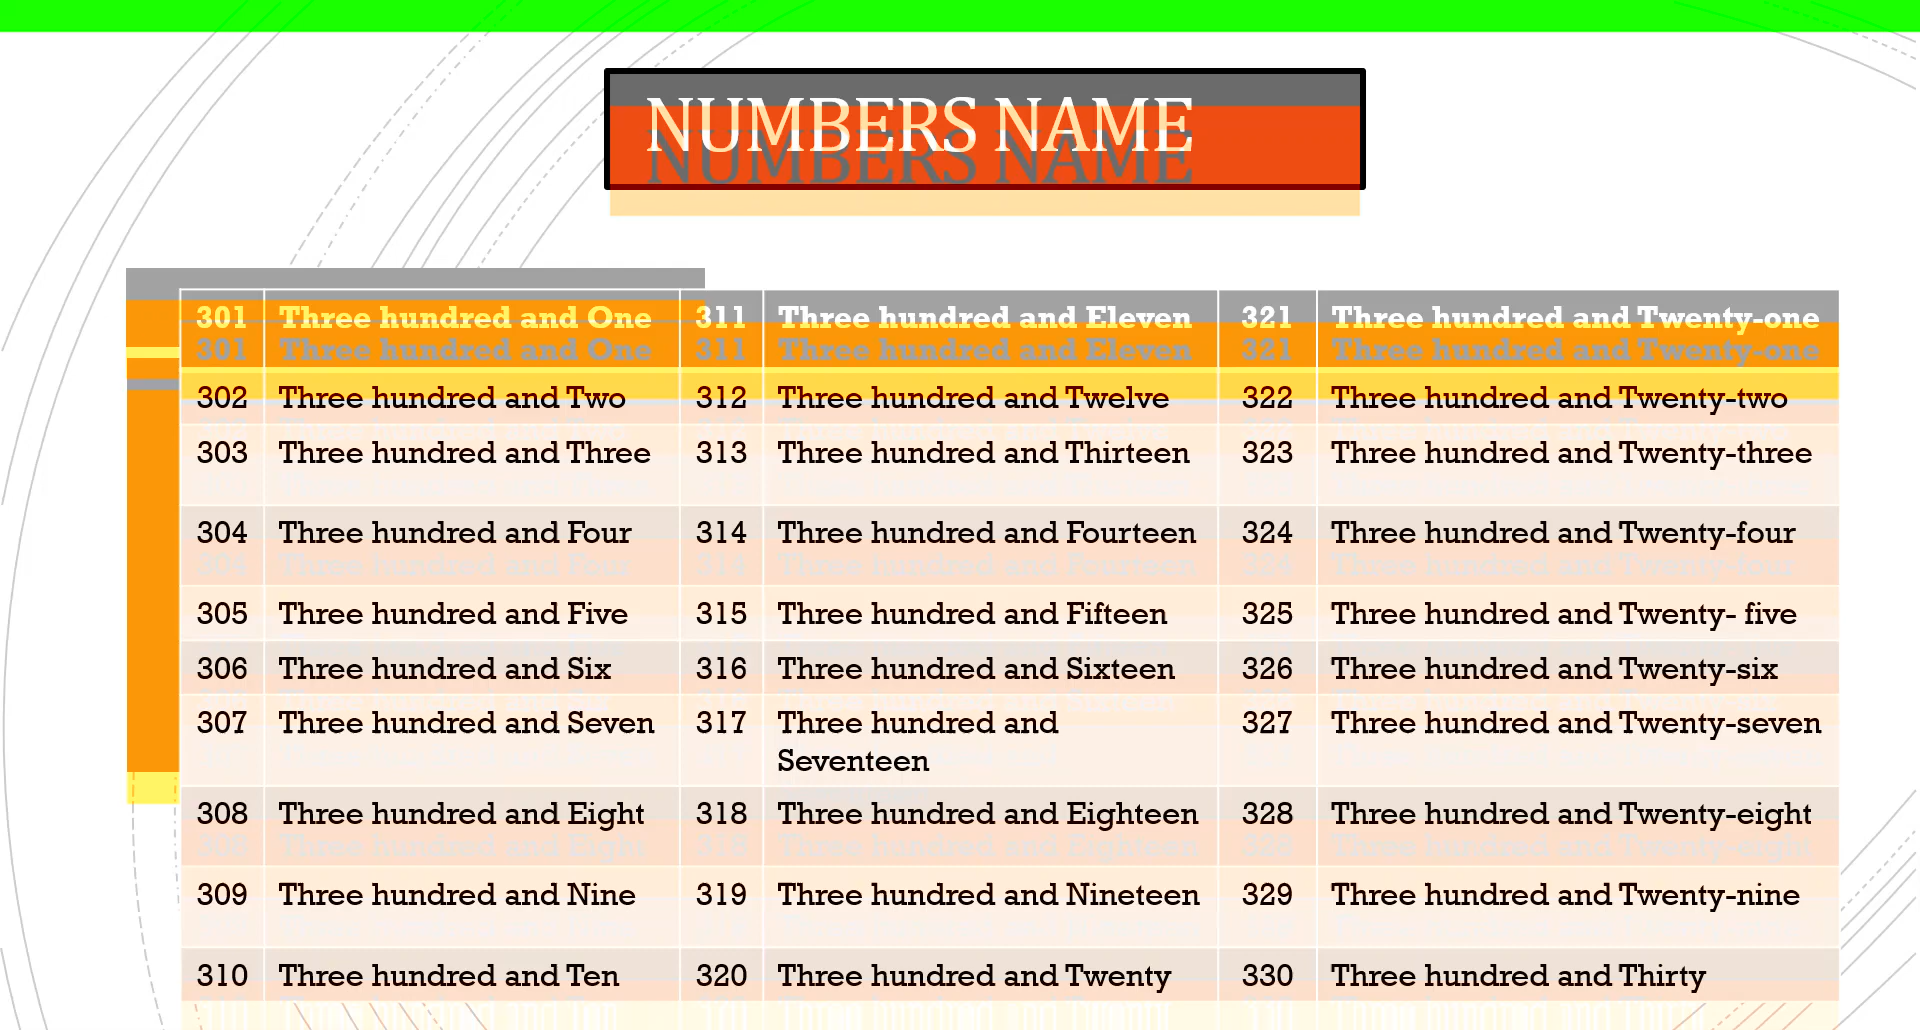 NUMBERS NAME
301 Three hundred and One 311 Three hundred and Eleven 321 Three hundred and Twenty-one
302 Three hundred and Two 312 Three hundred and Twelve 322 Three hundred and Twenty-two
303 Three hundred and Three 313 Three hundred and Thirteen 323 Three hundred and Twenty-three
304 Three hundred and Four 314 Three hundred and Fourteen 324 Three hundred and Twenty-four
305 Three hundred and Five 315 Three hundred and Fifteen 325 Three hundred and Twenty- five
306 Three hundred and Six 316 Three hundred and Sixteen 326 Three hundred and Twenty-six
307 Three hundred and Seven 317 Three hundred and 327 Three hundred and Twenty-seven
Seventeen
308 Three hundred and Eight 318 Three hundred and Eighteen 328 Three hundred and Twenty-eight
309 Three hundred and Nine 319 Three hundred and Nineteen 329 Three hundred and Twenty-nine
310 Three hundred and Ten 320 Three hundred and Twenty 330 Three hundred and Thirty